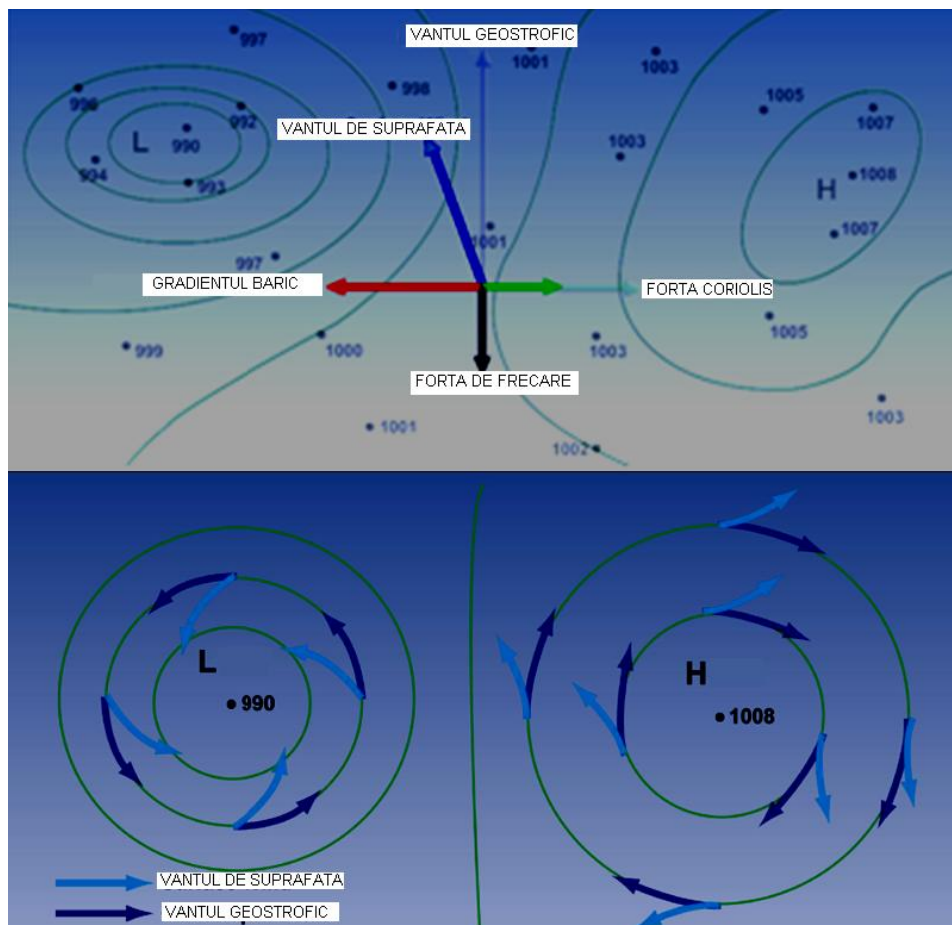 VANTUL GEOSTROFIC
997
1001
1003
996
998
1005
1007
992
VANTUL DE SUPRAFATA
L
990
1003
994
993
1008
H
1001
1007
997
GRADIENTUL BARIC
FORTA CORIOLIS
1005
999
1000
1003
FORTA DE FRECARE
1003
1001
1002
L
990
H
1008
VANTUL DE SUPRAFATA
VANTUL GEOSTROFIC